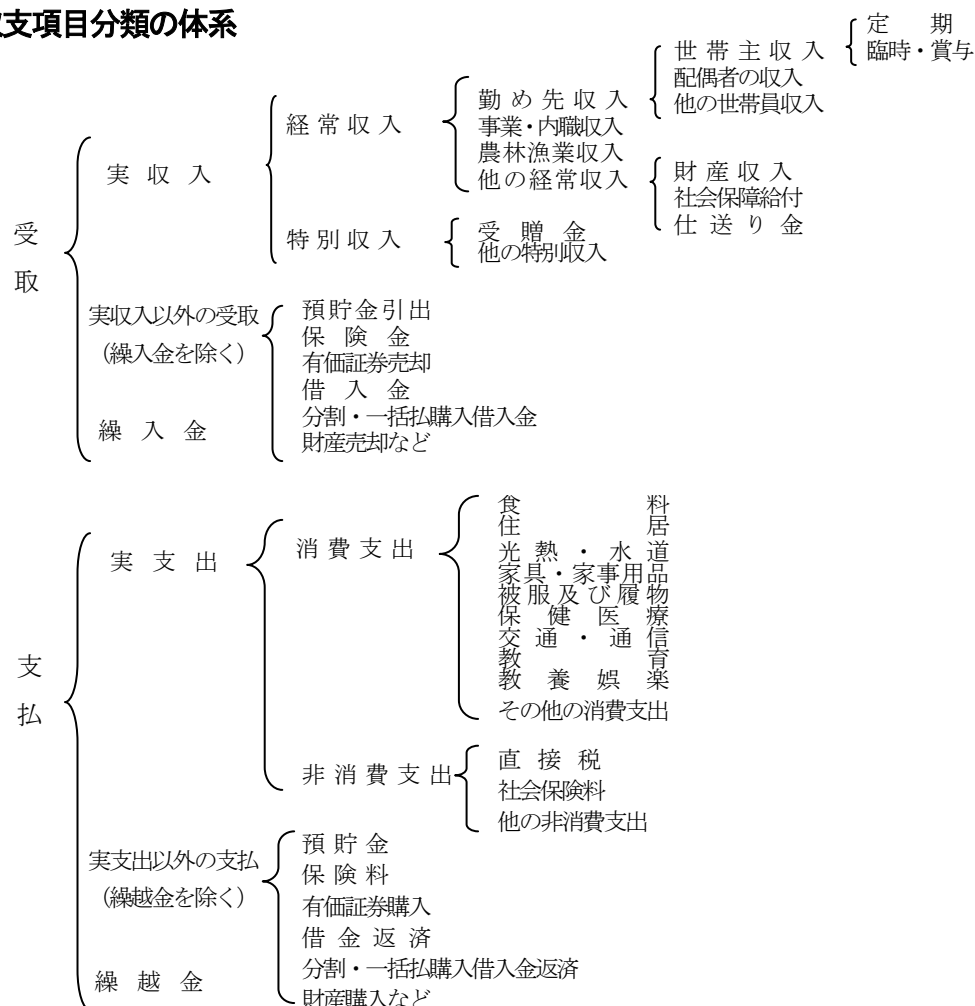 支項目分類の体系
定期
世帯主収入
臨時・賞与
配偶者の収入
勤め先収入
他の世帯員収入
経常収入
事業・内職収入
農林漁業収入
実収入
他の経常収入
財産収入
社会保障給付
受取
特別収入
受贈金
仕送り金
他の特別収入
実収入以外の受取
預貯金引出
(繰入金を除く)
保険金
有価証券売却
借入金
繰入金
分割・一括払購入借入金
財産売却など
食料
住居
実支出
消費支出
光熱・水道
家具・家事用品
被服及び履物
保健医療
交通・通信
教育
支払
教養娯楽
その他の消費支出
非消費支出
直接税
社会保険料
他の非消費支出
実支出以外の支払
預貯金
(繰越金を除く)
保険料
有価証券購入
借金返済
繰越金
分割・一括払購入借入金返済
財産購入など